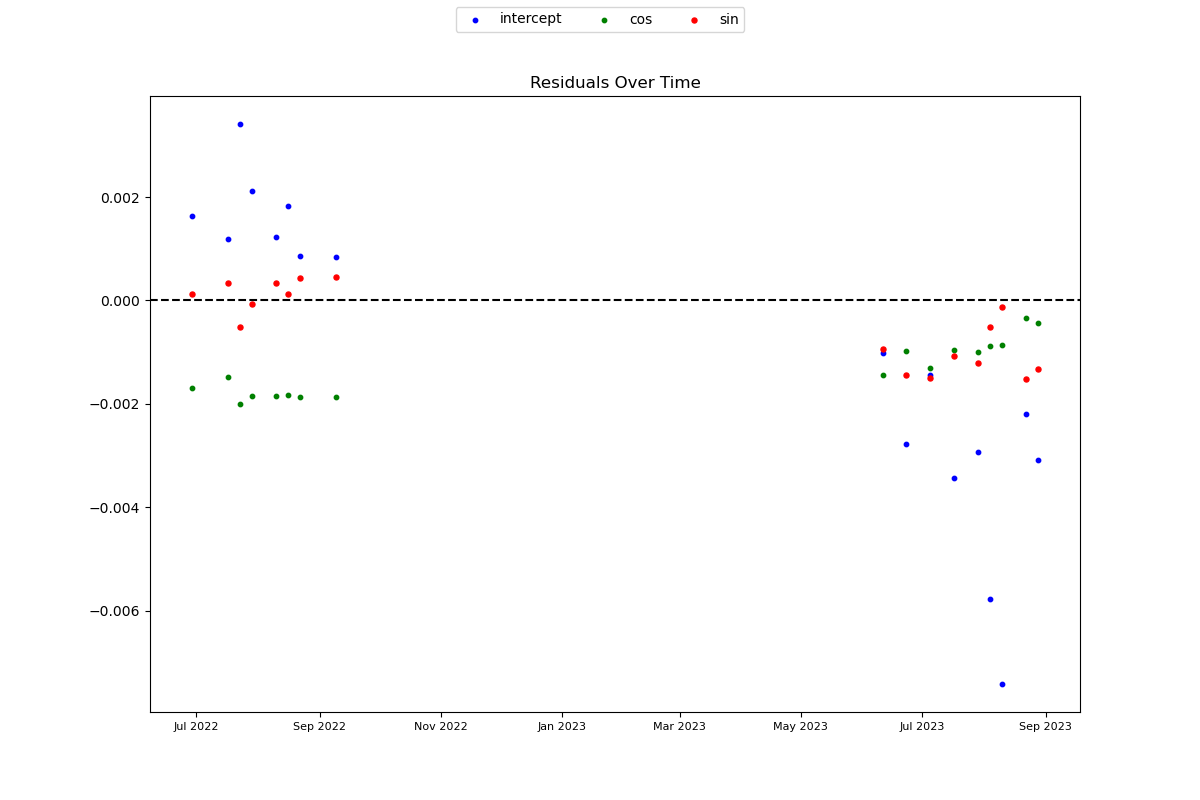 intercept cos sin
Residuals Over Time
0.002
0.000
−0.002
−0.004
−0.006
Jul 2022 Sep 2022 Nov 2022 Jan 2023 Mar 2023 May 2023 Jul 2023 Sep 2023